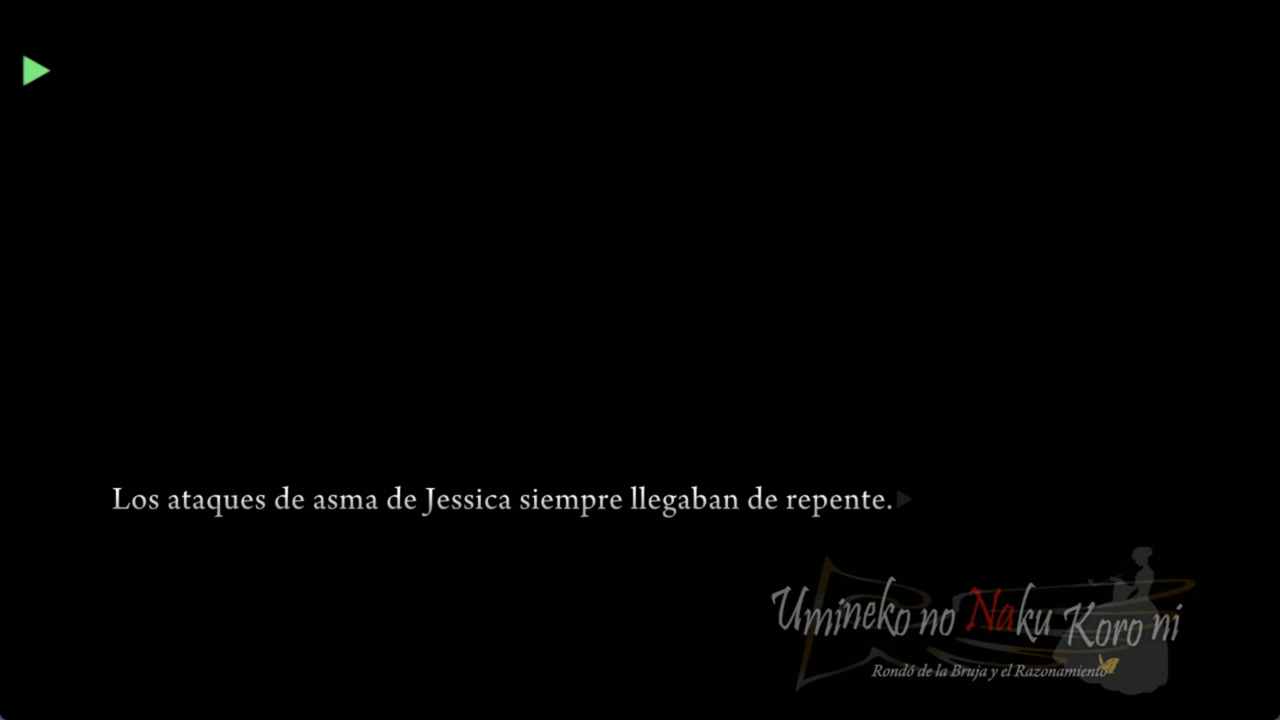 Los ataques de asma de Jessica siempre llegaban de repente.
Umineko no Naku Koro ni
Rondó de la Bruja y el Razonamiento